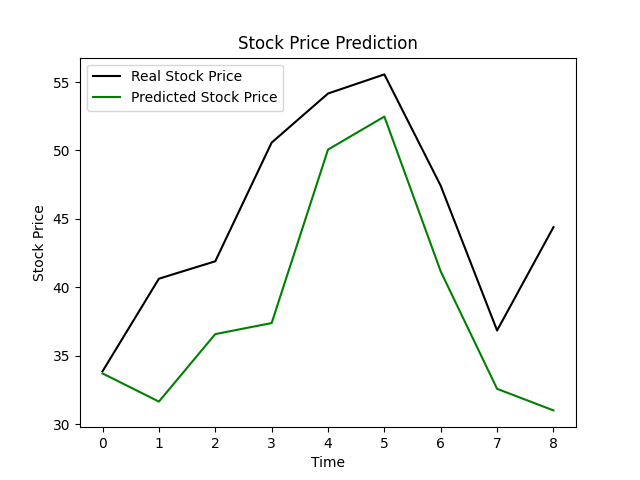 Stock Price Prediction
Real Stock Price
Predicted Stock Price
Stock Price
55
50
45
40
35
30
0 1 2 3 4 5 6 7 8
Time